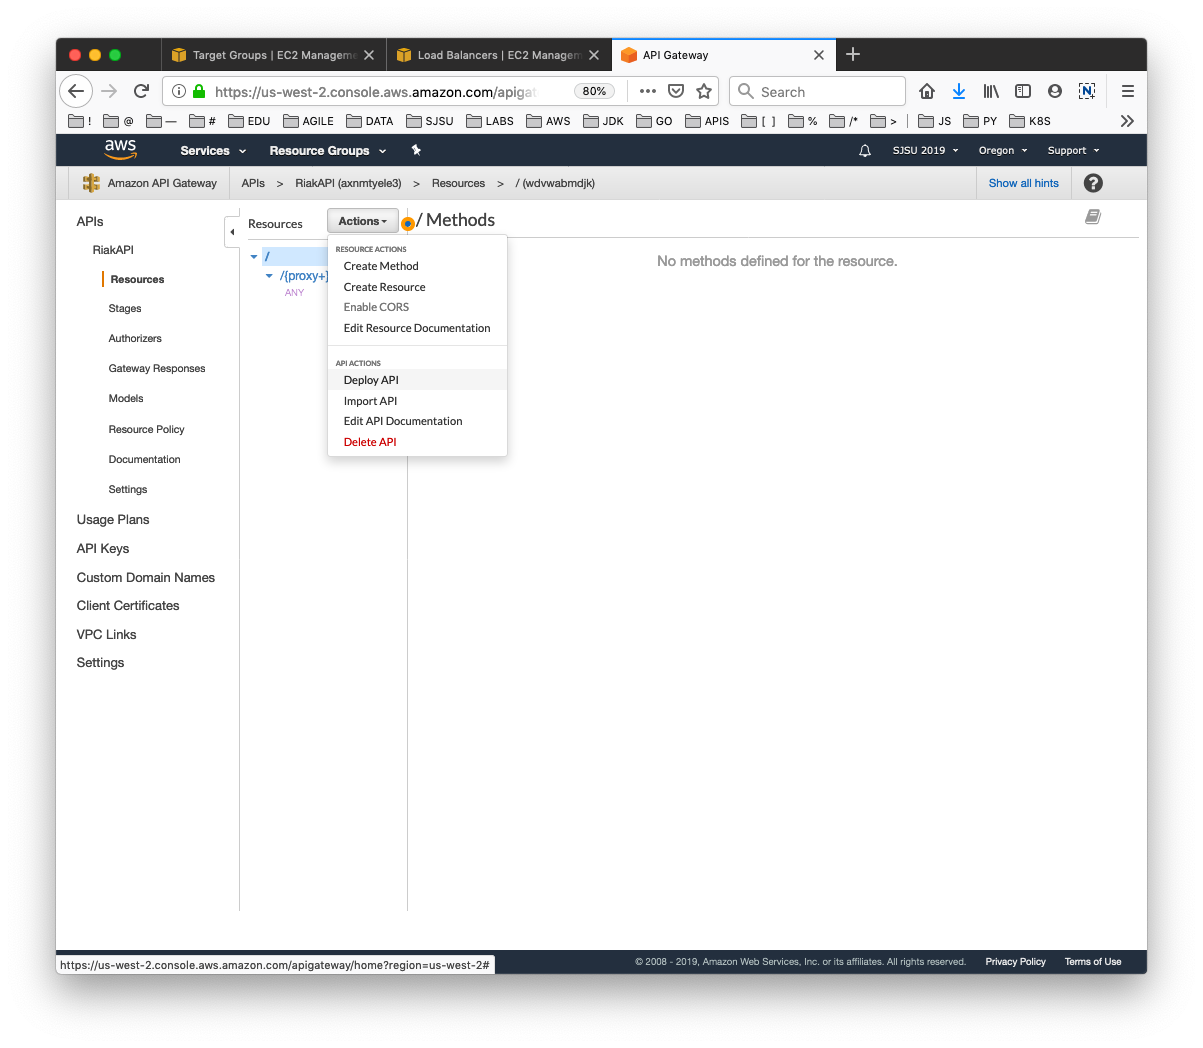 Target Groups | EC2 Manageme
Load Balancers | EC2 Managem
API Gateway
https://us-west-2.console.aws.amazon.com/apigat
80%
Search
!
@
—
#
EDU
AGILE
DATA
SJSU
LABS
AWS
JDK
GO
APIS
[ ]
%
/*
>
JS
PY
K8S
aws
Services
Resource Groups
SJSU 2019
Oregon
Support
Amazon API Gateway
APIs > RiakAPI (axnmtyele3) > Resources > / (wdvwabmdjk)
Show all hints
?
APIs
RiakAPI
Resources
Stages
Authorizers
Gateway Responses
Models
Resource Policy
Documentation
Settings
Usage Plans
API Keys
Custom Domain Names
Client Certificates
VPC Links
Settings
Resources
Actions
/ Methods
/
/{proxy+}
ANY
RESOURCE ACTIONS
Create Method
Create Resource
Enable CORS
Edit Resource Documentation
API ACTIONS
Deploy API
Import API
Edit API Documentation
Delete API
No methods defined for the resource.
https://us-west-2.console.aws.amazon.com/apigateway/home?region=us-west-2#
© 2008 - 2019, Amazon Web Services, Inc. or its affiliates. All rights reserved.
Privacy Policy
Terms of Use